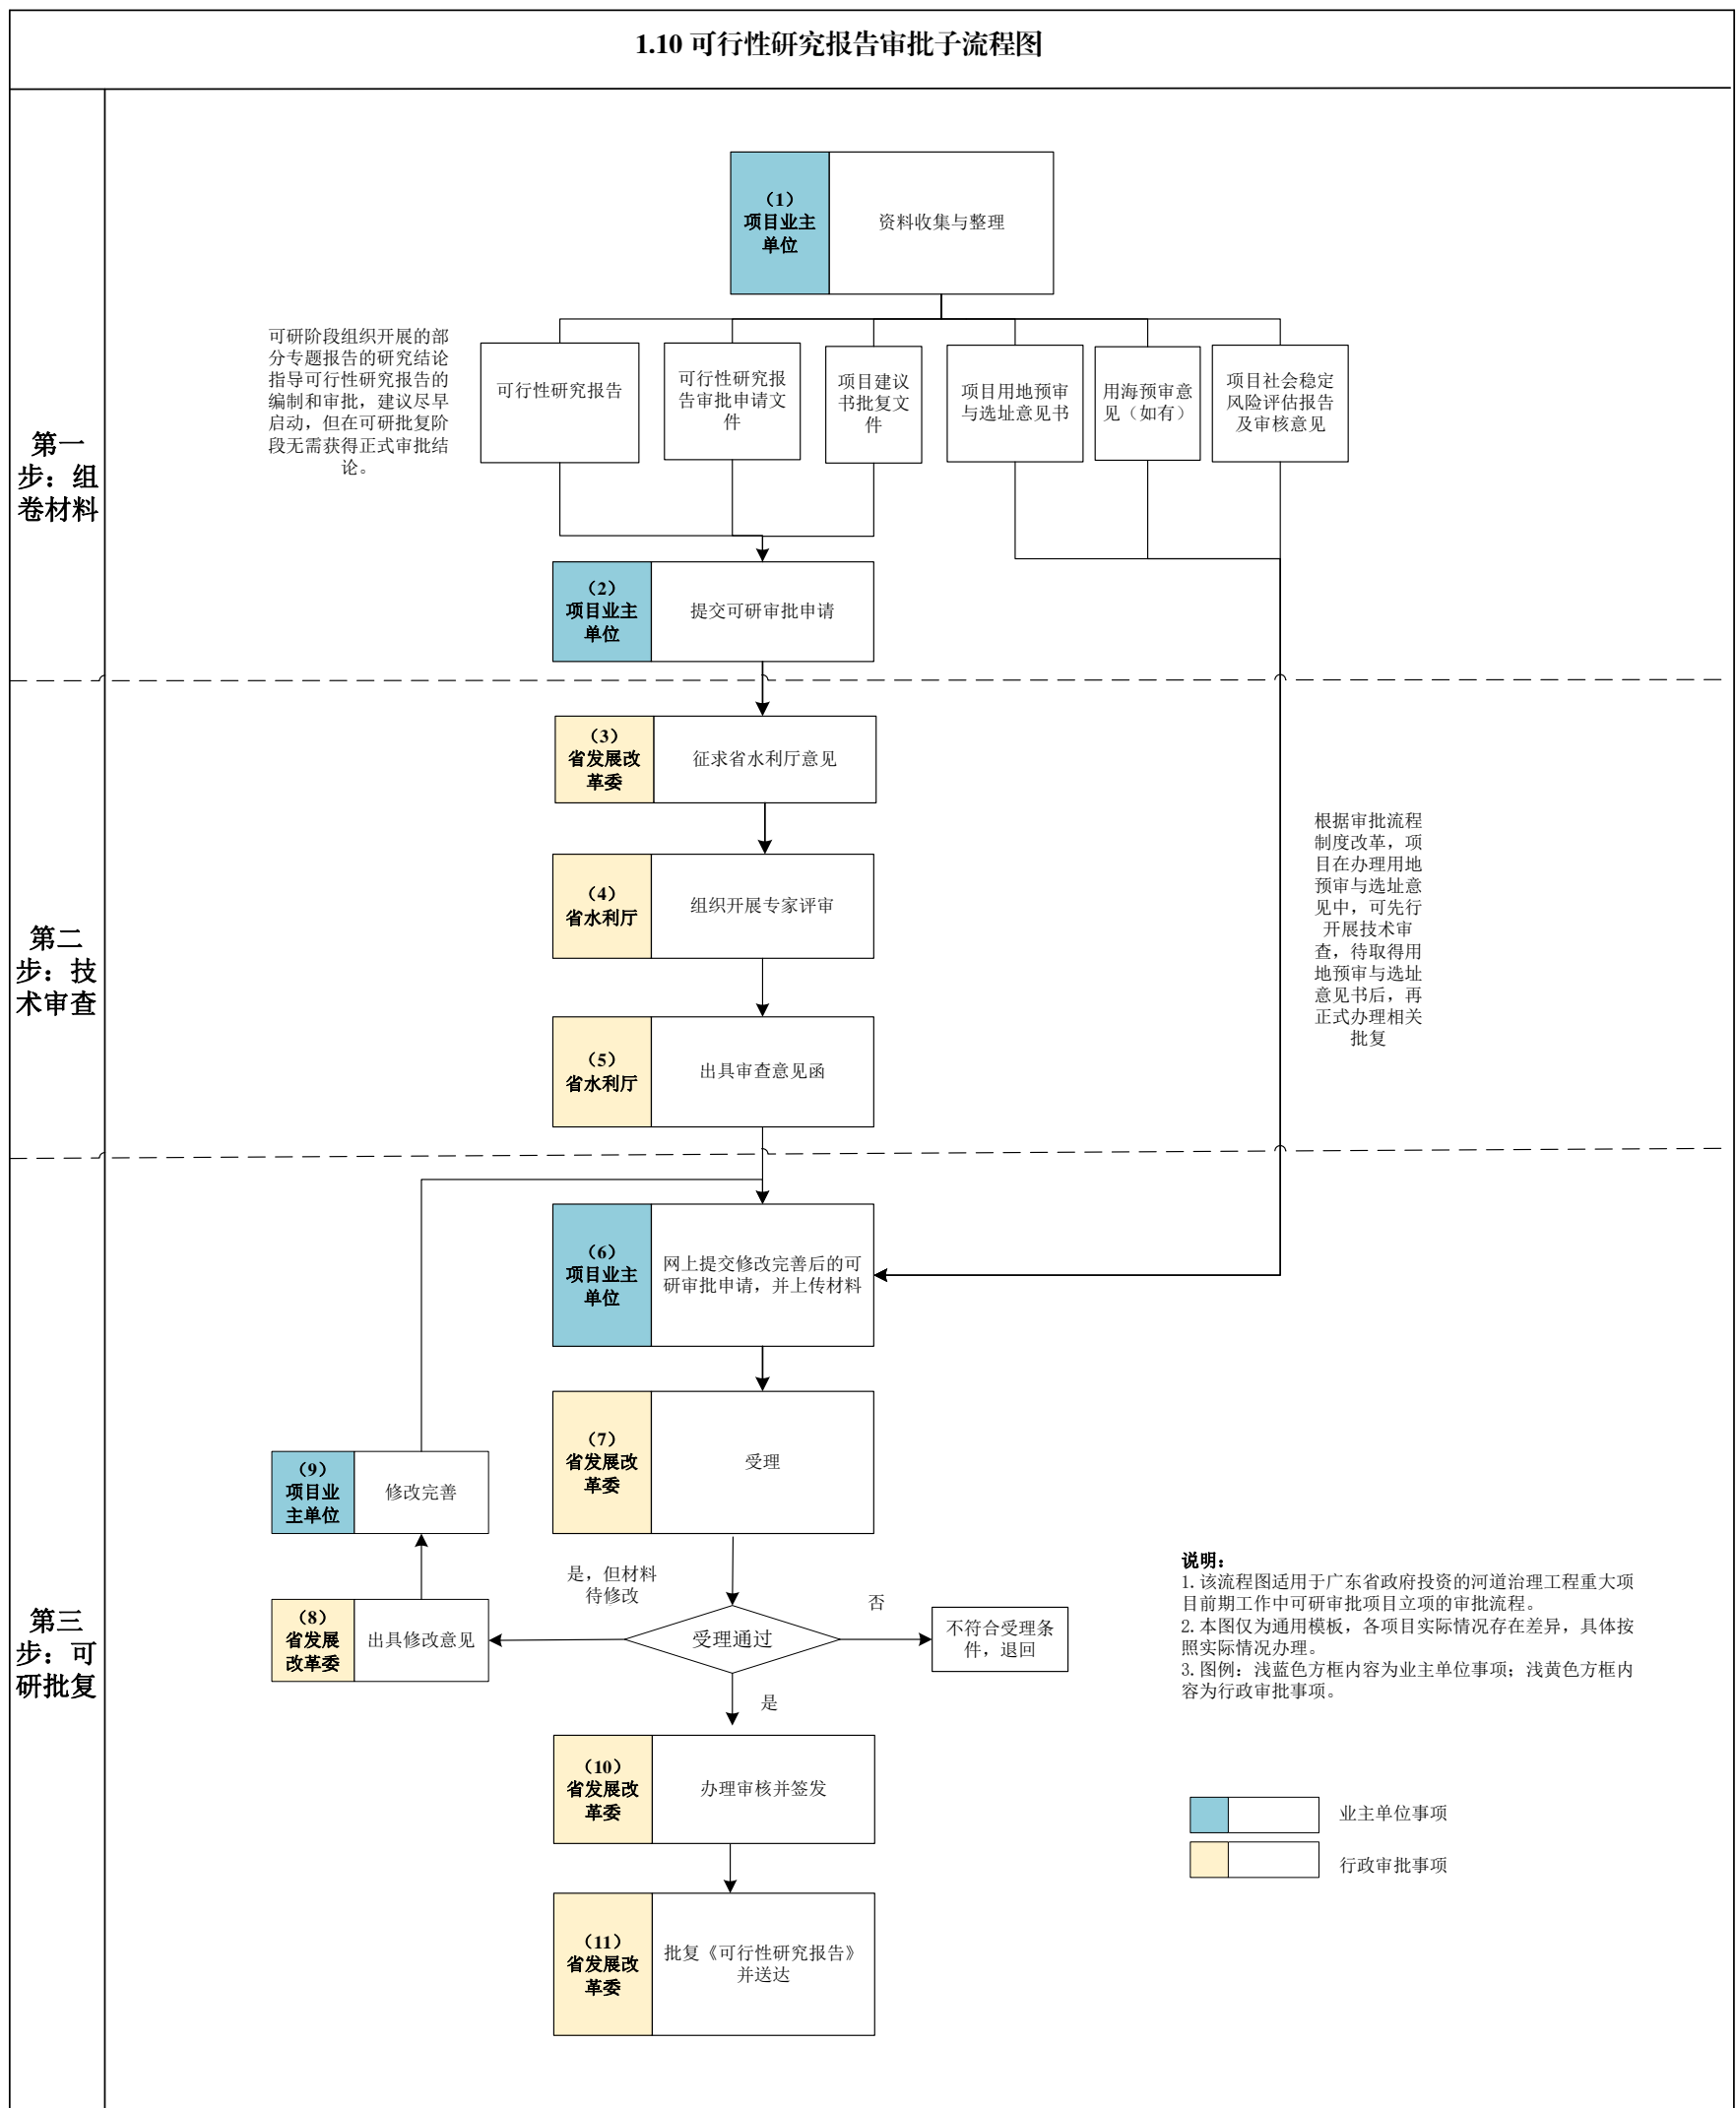 1.10 可行性研究报告审批子流程图
第一
步：组
卷材料
（1）
项目业主
单位
资料收集与整理
可研阶段组织开展的部
分专题报告的研究结论
指导可行性研究报告的
编制和审批，建议尽早
启动，但在可研批复阶
段无需获得正式审批结
论。
可行性研究报告
可行性研究报
告审批申请文
件
项目建议
书批复文
件
项目用地预审
与选址意见书
用海预审意
见（如有）
项目社会稳定
风险评估报告
及审核意见
（2）
项目业主
单位
提交可研审批申请
第二
步：技
术审查
（3）
省发展改
革委
征求省水利厅意见
（4）
省水利厅
组织开展专家评审
（5）
省水利厅
出具审查意见函
根据审批流程
制度改革，项
目在办理用地
预审与选址意
见中，可先行
开展技术审
查，待取得用
地预审与选址
意见书后，再
正式办理相关
批复
第三
步：可
研批复
（6）
项目业主
单位
网上提交修改完善后的可
研审批申请，并上传材料
（7）
省发展改
革委
受理
（9）
项目业
主单位
修改完善
是，但材料
待修改
（8）
省发展
改革委
出具修改意见
受理通过
否
不符合受理条
件，退回
是
（10）
省发展改
革委
办理审核并签发
（11）
省发展改
革委
批复《可行性研究报告》
并送达
说明：
1.该流程图适用于广东省政府投资的河道治理工程重大项
目前期工作中可研审批项目立项的审批流程。
2.本图仅为通用模板，各项目实际情况存在差异，具体按
照实际情况办理。
3.图例：浅蓝色方框内容为业主单位事项；浅黄色方框内
容为行政审批事项。
业主单位事项
行政审批事项